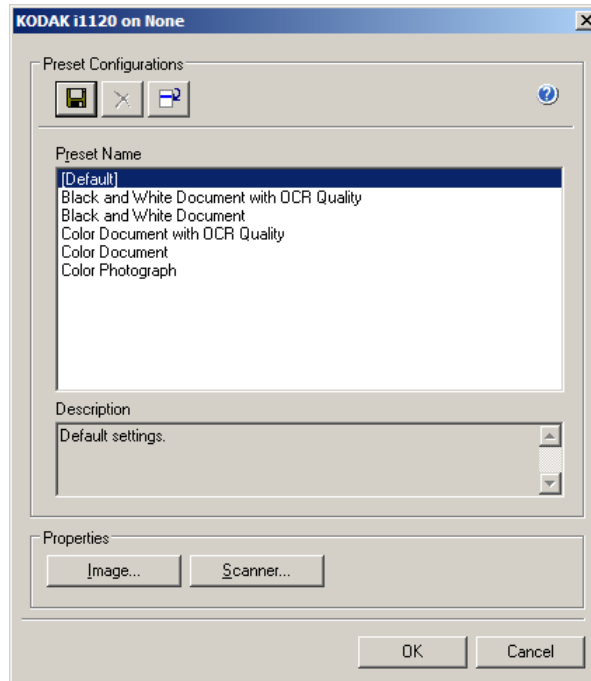 KODAK i1120 on None
Preset Configurations
Preset Name
[Default]
Black and White Document with OCR Quality
Black and White Document
Color Document with OCR Quality
Color Document
Color Photograph
Description
Default settings.
Properties
Image...
Scanner...
OK
Cancel